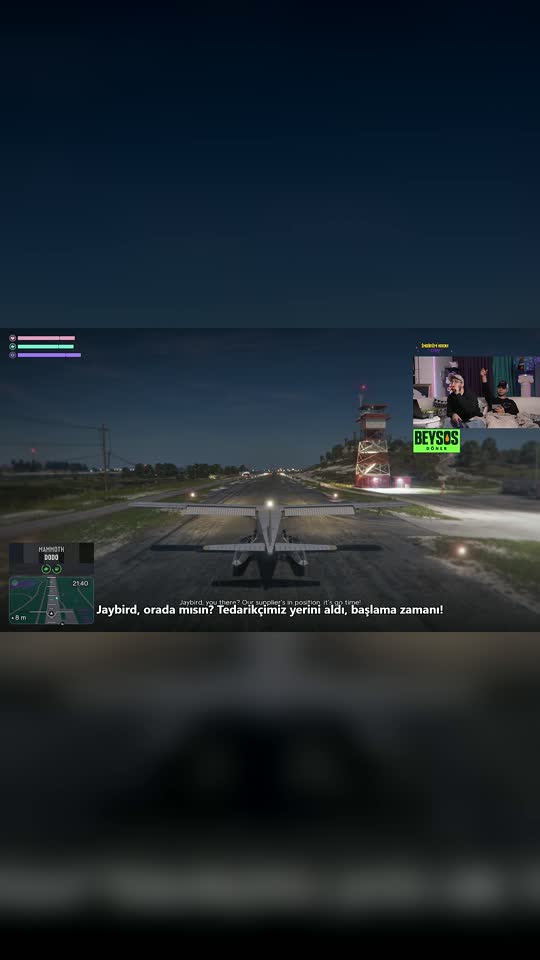 BEYSOS
DÖNER
MAMMOTH
DODO
21:40
8 m
Jaybird, you there? Our supplier's in position, it's go time!
Jaybird, orada mısın? Tedarikçimiz yerini aldı, başlama zamanı!